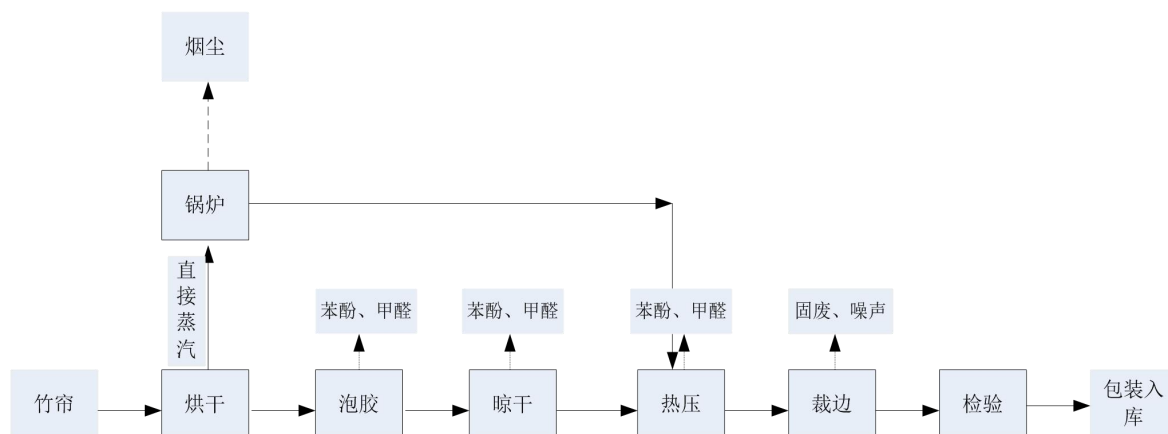 烟尘
锅炉
直
接
蒸
汽
苯酚、甲醛
苯酚、甲醛
苯酚、甲醛
固废、噪声
竹帘
烘干
泡胶
晾干
热压
裁边
检验
包装入
库